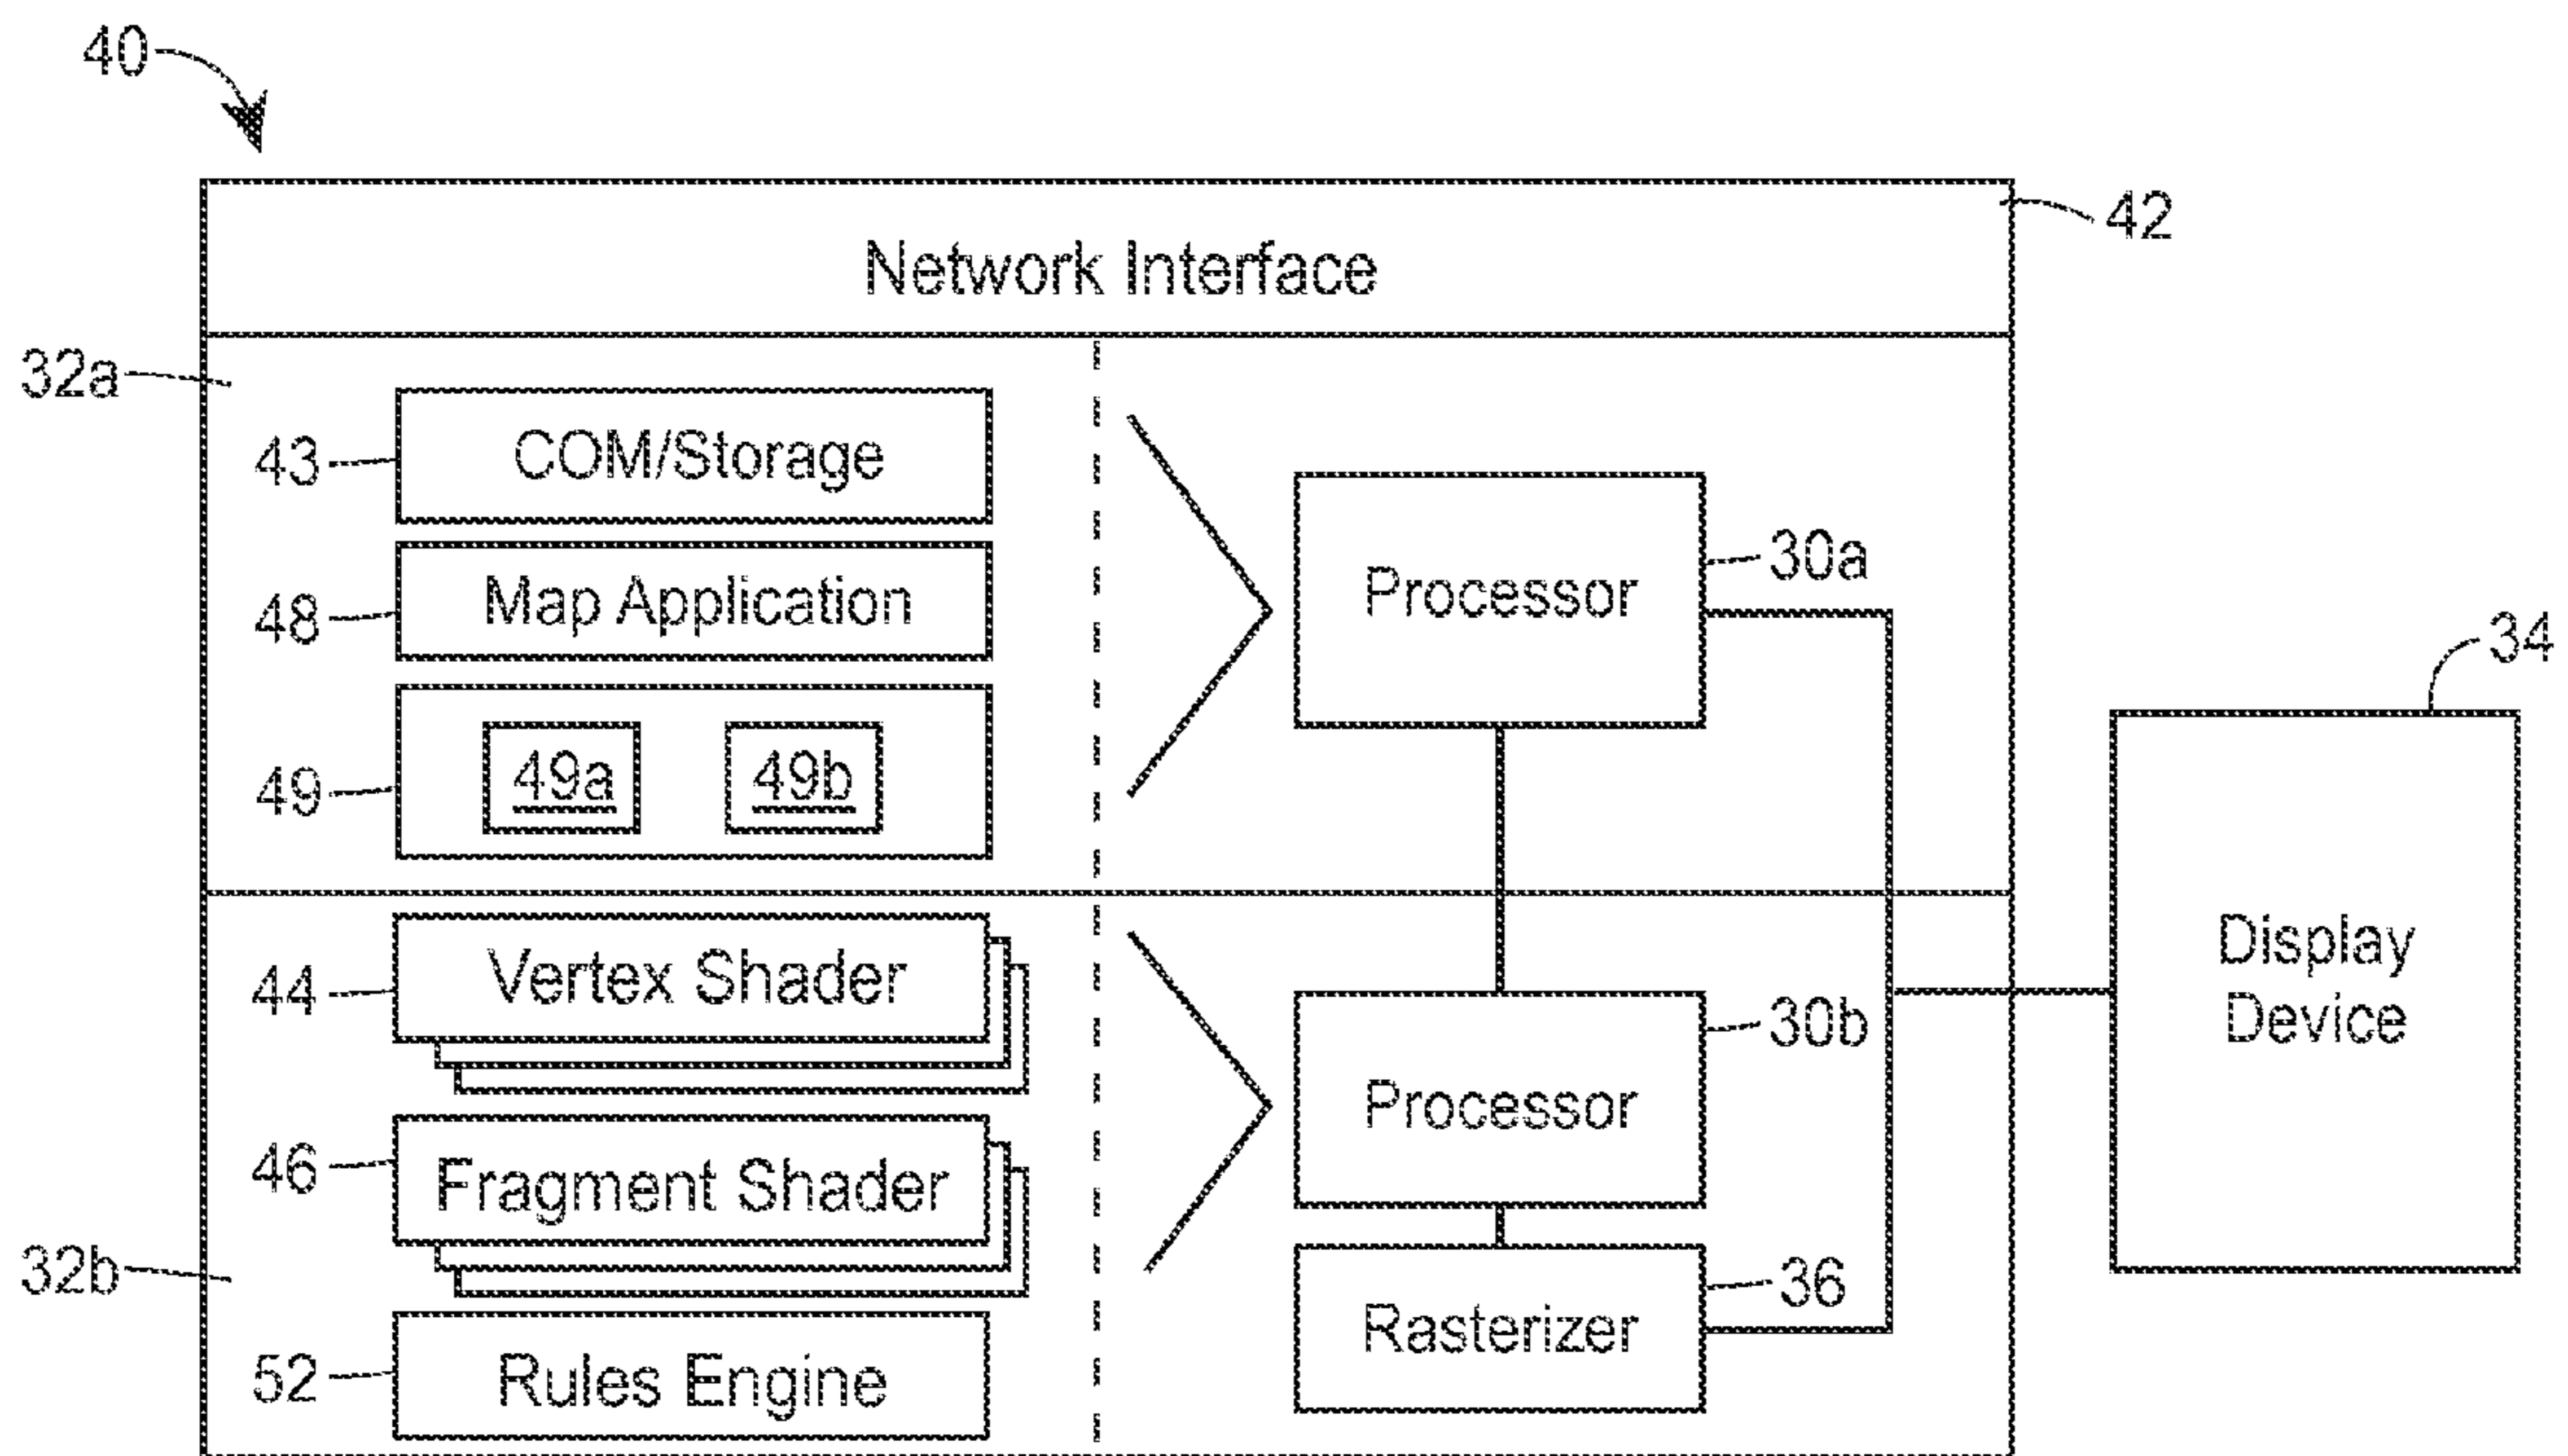 40
42
Network Interface
32a
43
COM/Storage
48
Map Application
49
49a
49b
Processor
30a
34
Display
Device
44
Vertex Shader
46
Fragment Shader
32b
52
Rules Engine
Processor
30b
Rasterizer
36